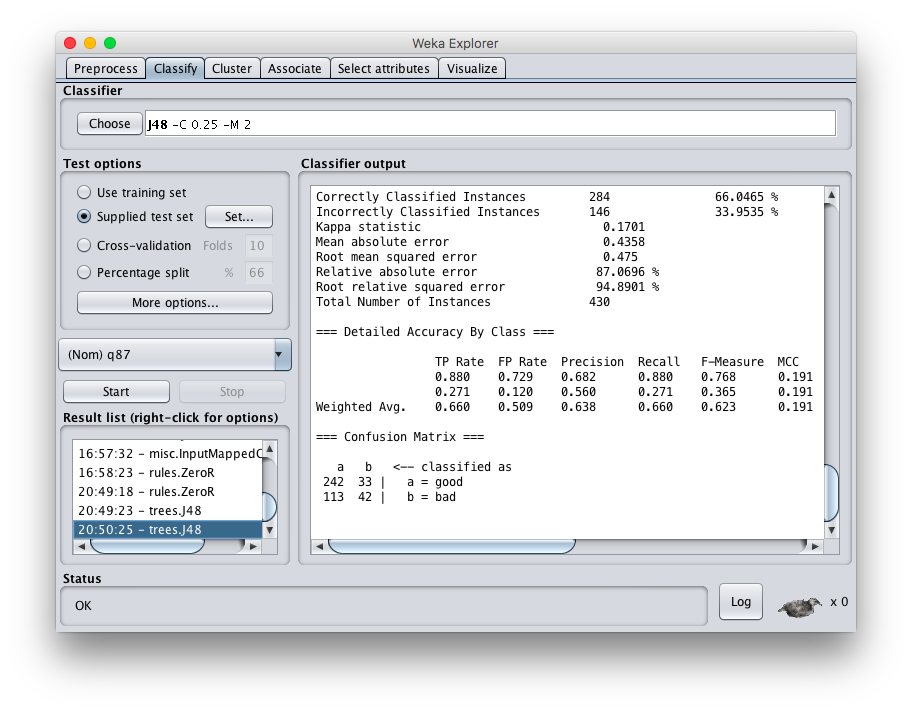 Weka Explorer
Preprocess Classify Cluster Associate Select attributes Visualize
Classifier
Choose J48 -C 0.25 -M 2
Test options
Use training set
Supplied test set Set...
Cross-validation Folds 10
Percentage split % 66
More options...
(Nom) q87
Start Stop
Result list (right-click for options)
16:57:32 - misc.InputMappedC
16:58:23 - rules.ZeroR
20:49:18 - rules.ZeroR
20:49:23 - trees.J48
20:50:25 - trees.J48
Classifier output
Correctly Classified Instances 284 66.0465 %
Incorrectly Classified Instances 146 33.9535 %
Kappa statistic 0.1701
Mean absolute error 0.4358
Root mean squared error 0.475
Relative absolute error 87.0696 %
Root relative squared error 94.8901 %
Total Number of Instances 430
=== Detailed Accuracy By Class ===
TP Rate FP Rate Precision Recall F-Measure MCC
0.880 0.729 0.682 0.880 0.768 0.191
0.271 0.120 0.560 0.271 0.365 0.191
Weighted Avg. 0.660 0.509 0.638 0.660 0.623 0.191
=== Confusion Matrix ===
a b <-- classified as
242 33 | a = good
113 42 | b = bad
Status
OK
Log x 0